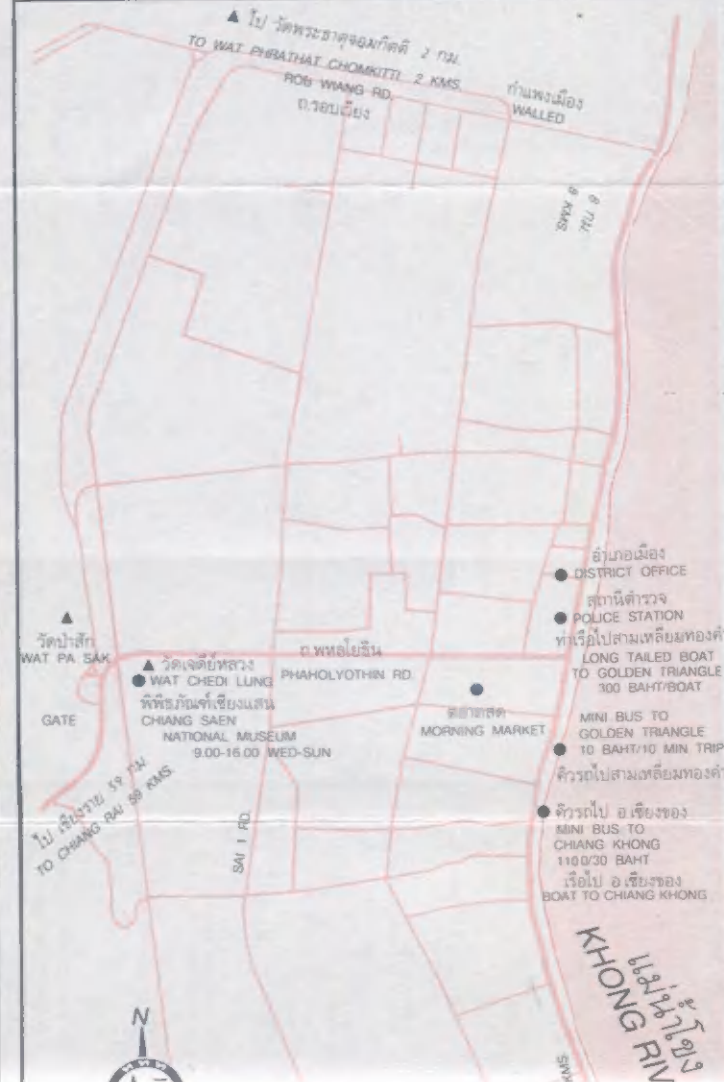 ▲ ไป วัดพระธาตุจอมกิตติ 2 กม.
TO WAT PHRATHAT CHOMKITTI 2 KMS.
ROB WIANG RD.
ถ.รอบเวียง
กำแพงเมือง
WALLED
8 กม.
8 KMS.
อำเภอเมือง
DISTRICT OFFICE
สถานีตำรวจ
POLICE STATION
ท่าเรือไปสามเหลี่ยมทองคำ
LONG TAILED BOAT
TO GOLDEN TRIANGLE
300 BAHT/BOAT
วัดป่าสัก
WAT PA SAK
ถ.พหลโยธิน
PHAHOLYOTHIN RD.
วัดเจดีย์หลวง
WAT CHEDI LUNG
พิพิธภัณฑ์เชียงแสน
CHIANG SAEN
NATIONAL MUSEUM
9.00-16.00 WED-SUN
GATE
ตลาดสด
MORNING MARKET
MINI BUS TO
GOLDEN TRIANGLE
10 BAHT/10 MIN TRIP
คิวรถไปสามเหลี่ยมทองคำ
ไป เชียงราย 59 กม.
TO CHIANG RAI 59 KMS.
SAI 1 RD.
คิวรถไป อ.เชียงของ
MINI BUS TO
CHIANG KHONG
1100/30 BAHT
เรือไป อ.เชียงของ
BOAT TO CHIANG KHONG
แม่น้ำโขง
KHONG RIV
N
KMS